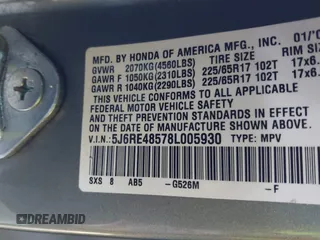 MFD. BY HONDA OF AMERICA MFG., INC. 01/0
GVWR 2070KG(4560LBS) TIRE SIZE RIM SIZE
GAWR F 1050KG(2310LBS) 225/65R17 102T 17x6.
GAWR R 1040KG(2290LBS) 225/65R17 102T 17x6.
THIS VEHICLE CONFORMS TO ALL APPLICABLE
FEDERAL MOTOR VEHICLE SAFETY AND
THEFT PREVENTION STANDARDS IN EFFECT
ON THE DATE OF MANUFACTURE SHOWN ABOVE.
V.I.N.: 5J6RE48578L005930 TYPE: MPV
SXS 8 AB5 -G526M -F
DREAMBID